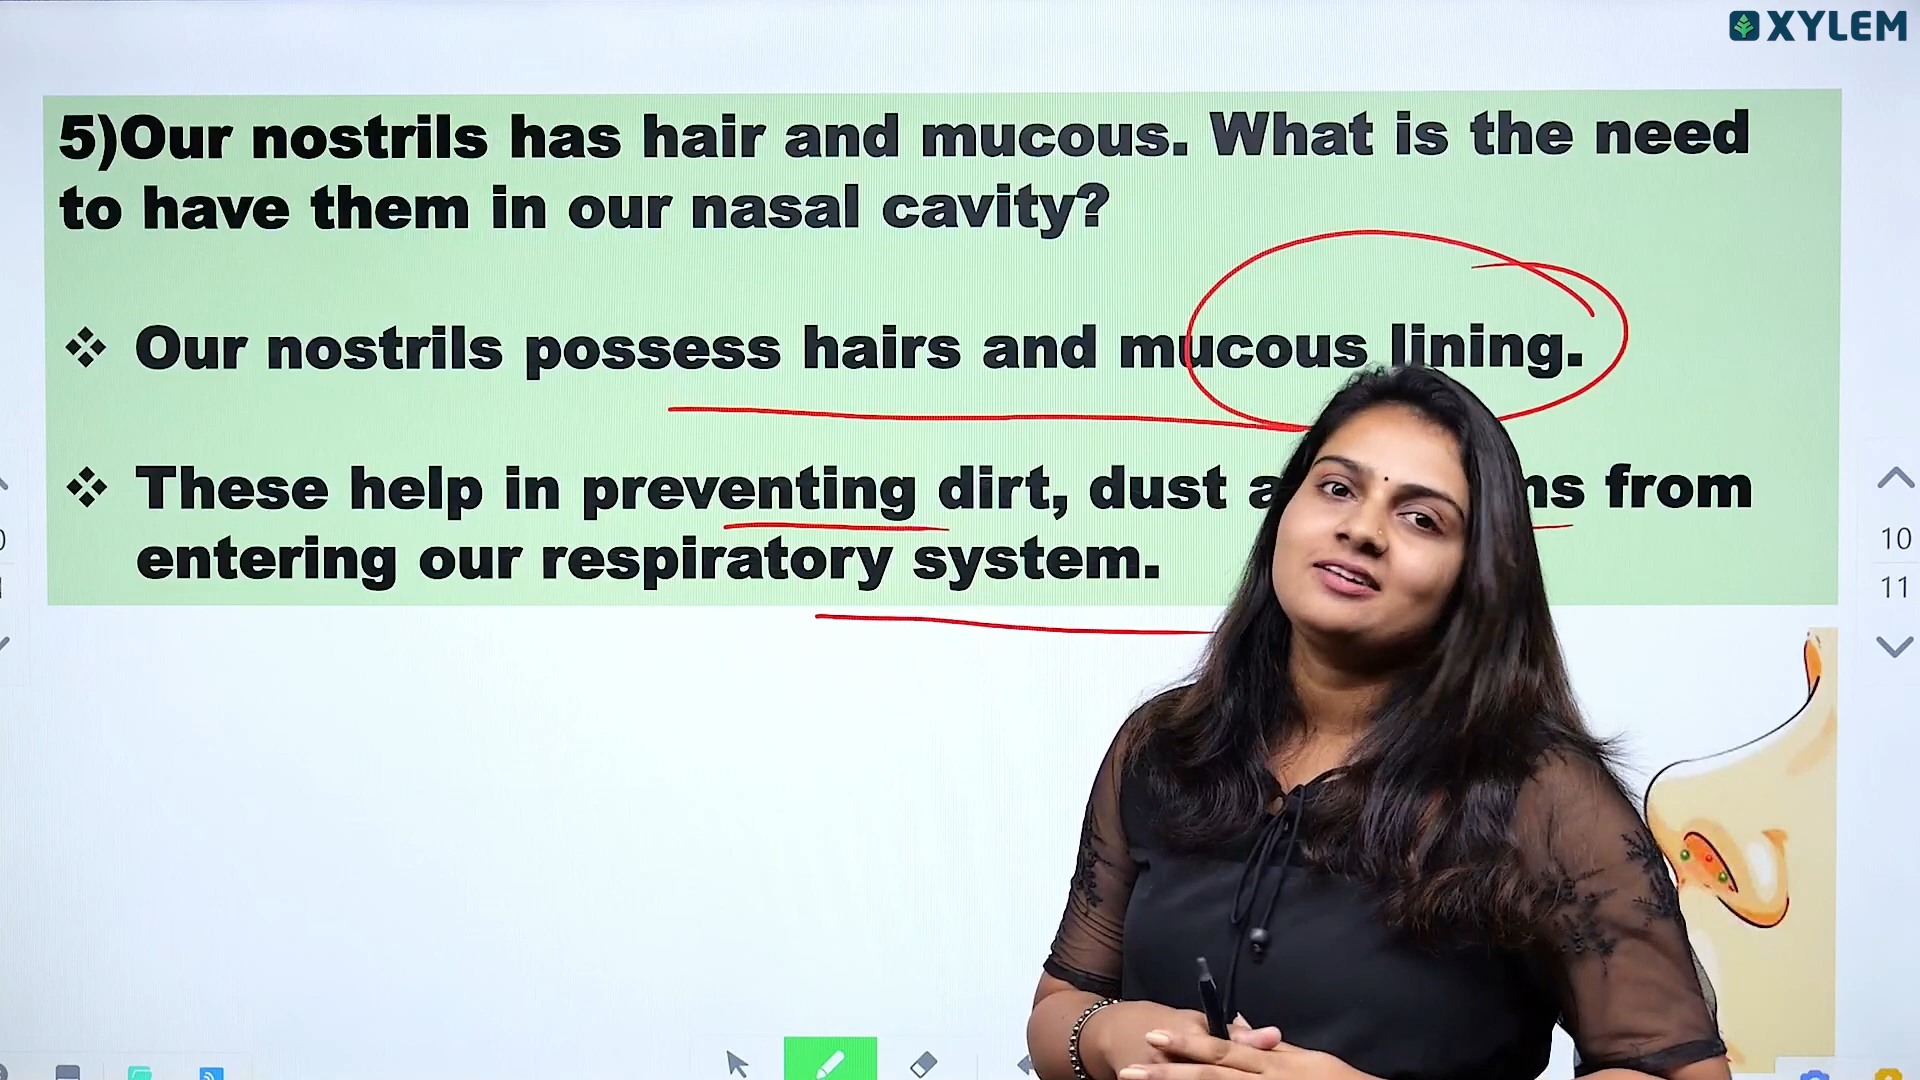 XYLEM
5)Our nostrils has hair and mucous. What is the need
to have them in our nasal cavity?
❖ Our nostrils possess hairs and mucous lining.
❖ These help in preventing dirt, dust from
entering our respiratory system.
10
11